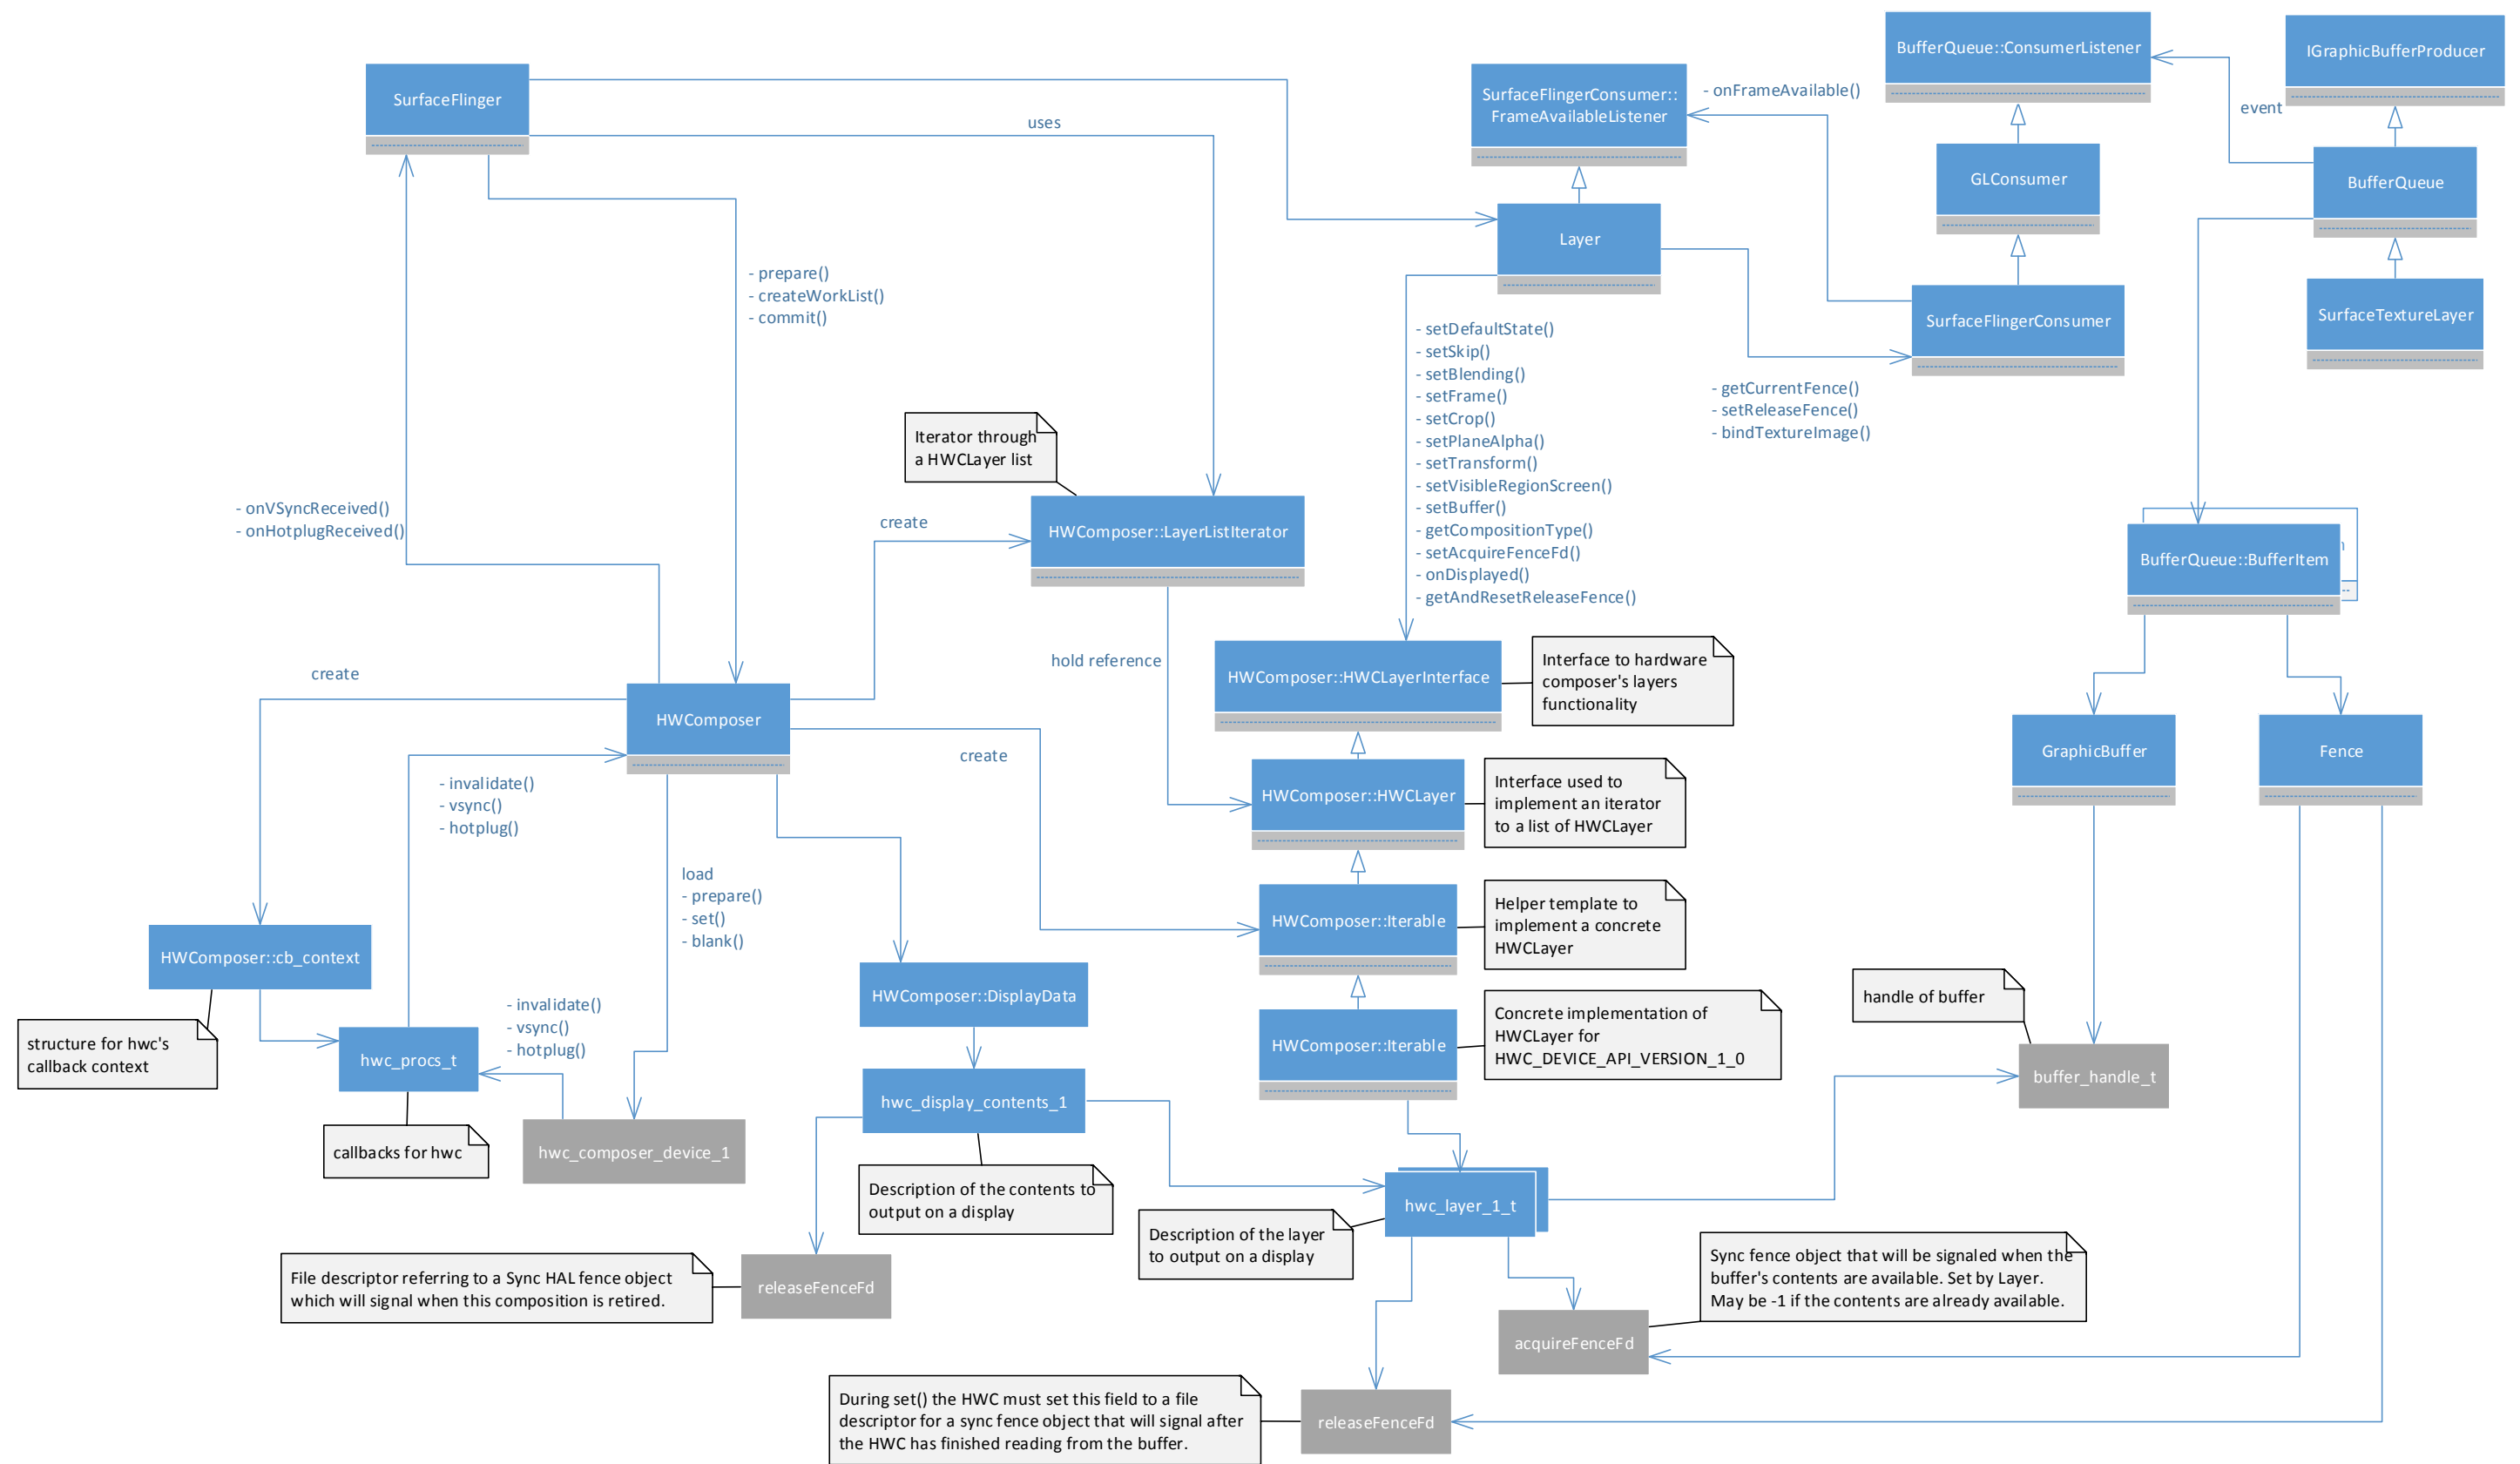 BufferQueue::ConsumerListener
IGraphicBufferProducer
SurfaceFlinger
SurfaceFlingerConsumer::
FrameAvailableListener
- onFrameAvailable()
event
uses
GLConsumer
BufferQueue
Layer
- prepare()
- createWorkList()
- commit()
SurfaceFlingerConsumer
SurfaceTextureLayer
- setDefaultState()
- setSkip()
- setBlending()
- setFrame()
- setCrop()
- setPlaneAlpha()
- setTransform()
- setVisibleRegionScreen()
- setBuffer()
- getCompositionType()
- setAcquireFenceFd()
- onDisplayed()
- getAndResetReleaseFence()
- getCurrentFence()
- setReleaseFence()
- bindTextureImage()
Iterator through
a HWCLayer list
- onVSyncReceived()
- onHotplugReceived()
create
HWComposer::LayerListIterator
BufferQueue::BufferItem
hold reference
create
HWComposer::HWCLayerInterface
Interface to hardware
composer's layers
functionality
HWComposer
create
GraphicBuffer
Fence
- invalidate()
- vsync()
- hotplug()
HWComposer::HWCLayer
Interface used to
implement an iterator
to a list of HWCLayer
load
- prepare()
- set()
- blank()
HWComposer::Iterable
Helper template to
implement a concrete
HWCLayer
HWComposer::cb_context
HWComposer::DisplayData
handle of buffer
- invalidate()
- vsync()
- hotplug()
structure for hwc's
callback context
hwc_procs_t
HWComposer::Iterable
Concrete implementation of
HWCLayer for
HWC_DEVICE_API_VERSION_1_0
buffer_handle_t
hwc_display_contents_1
callbacks for hwc
hwc_composer_device_1
Description of the contents to
output on a display
hwc_layer_1_t
Description of the layer
to output on a display
File descriptor referring to a Sync HAL fence object
which will signal when this composition is retired.
releaseFenceFd
Sync fence object that will be signaled when the
buffer's contents are available. Set by Layer.
May be -1 if the contents are already available.
acquireFenceFd
During set() the HWC must set this field to a file
descriptor for a sync fence object that will signal after
the HWC has finished reading from the buffer.
releaseFenceFd